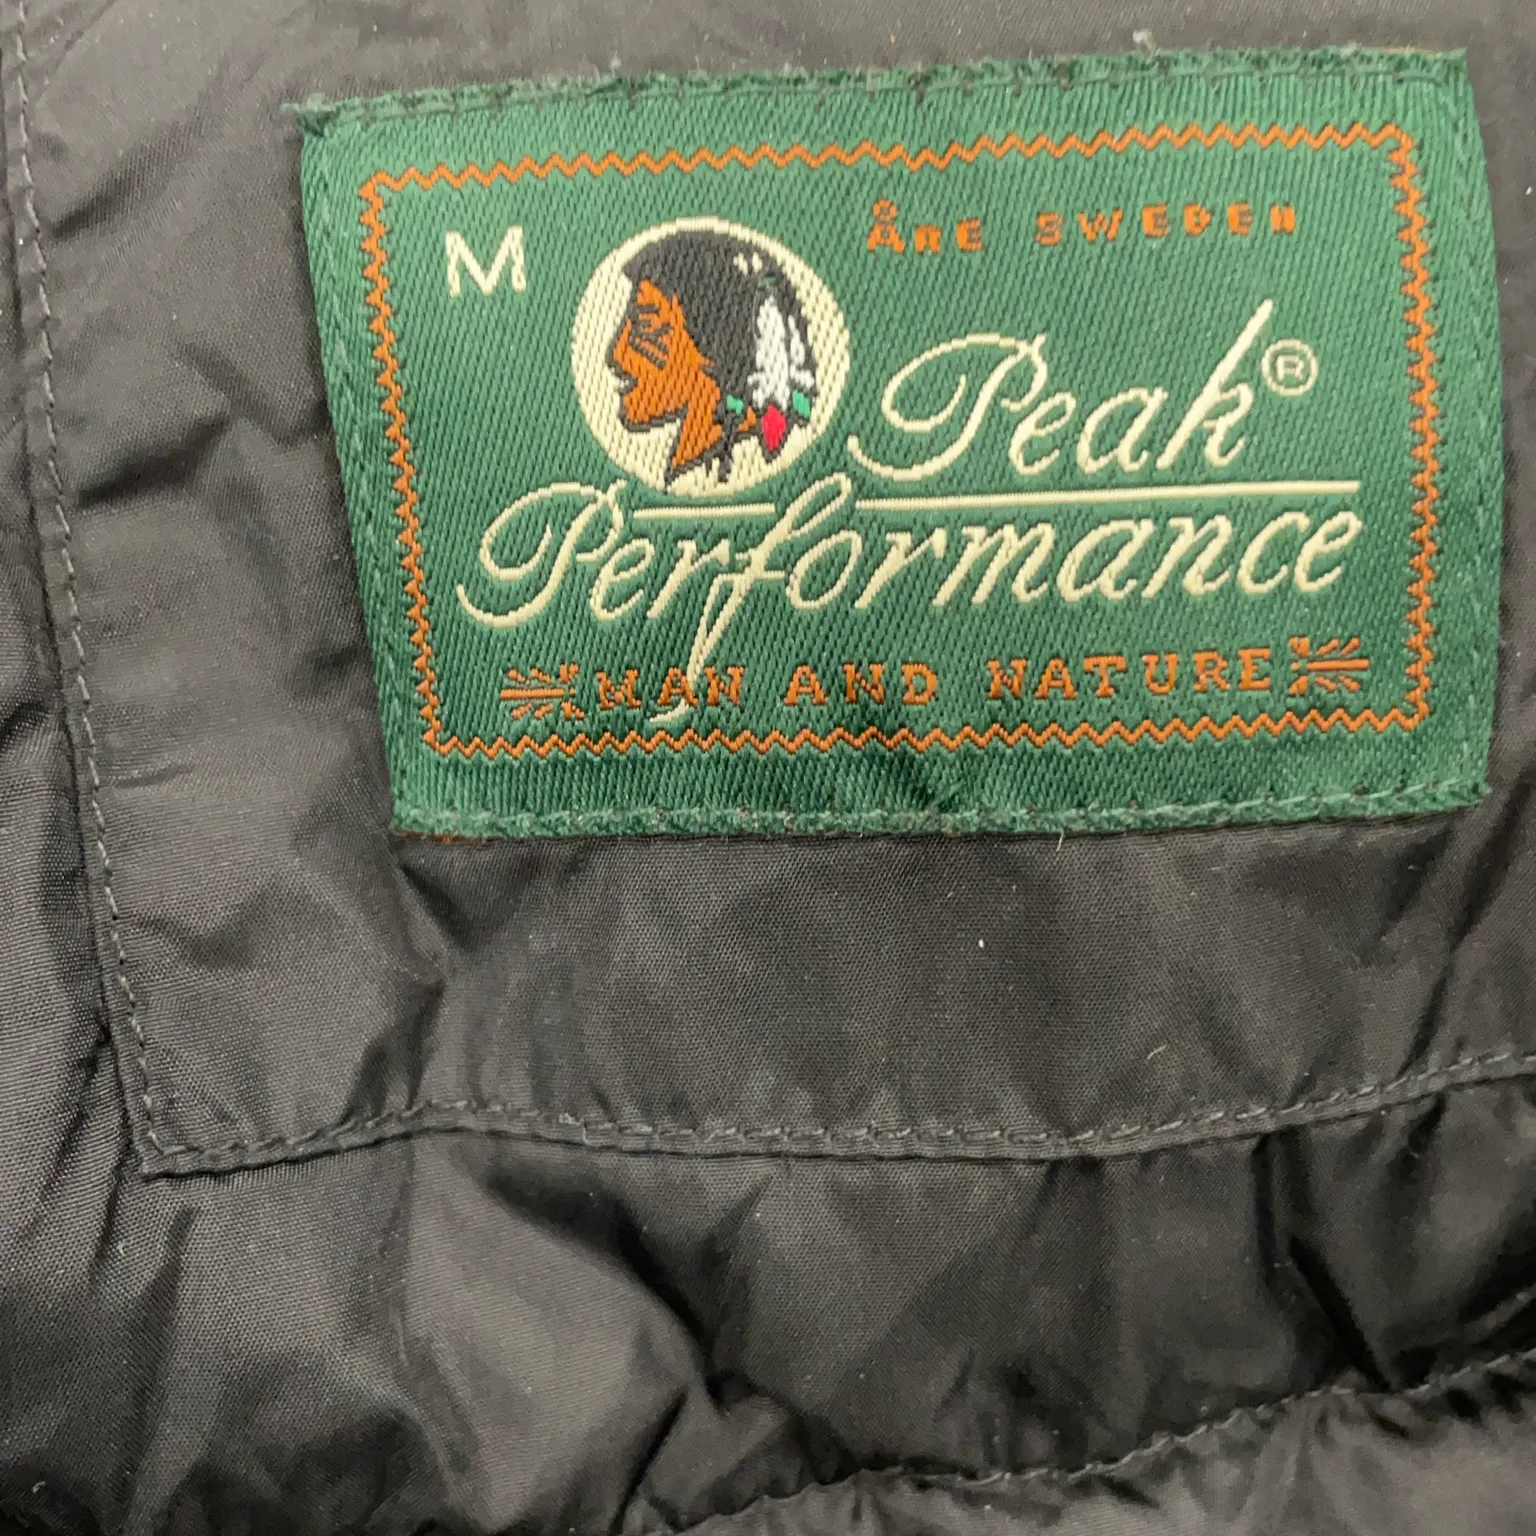 M
ÅRE SWEDEN
Peak®
Performance
MAN AND NATURE